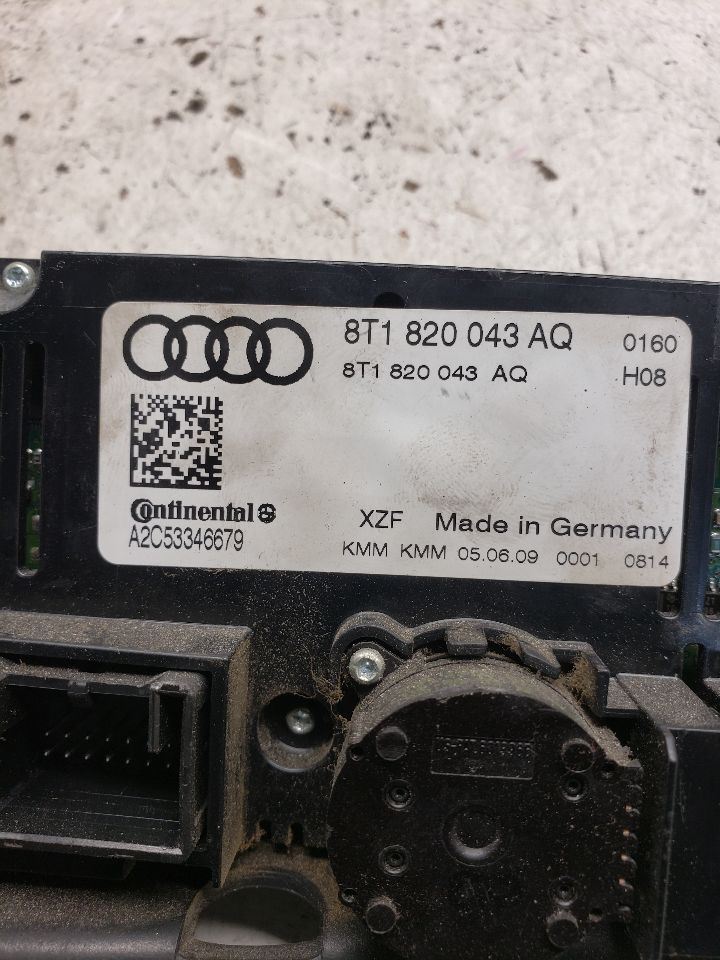 8T1 820 043 AQ 0160
8T1 820 043 AQ H08
Continental
A2C53346679
XZF Made in Germany
KMM KMM 05.06.09 0001 0814